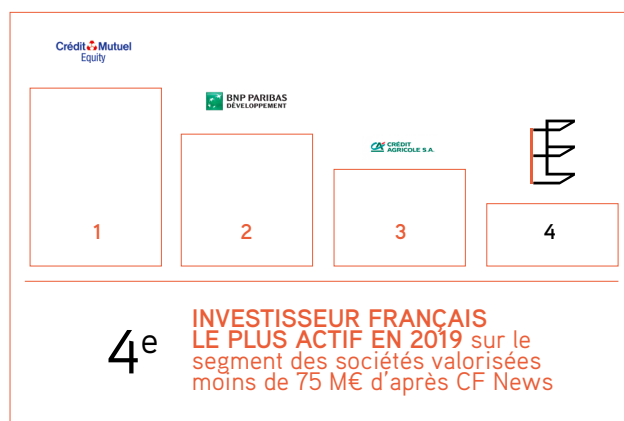 Crédit Mutuel
Equity
BNP PARIBAS
DÉVELOPPEMENT
CRÉDIT
AGRICOLE S.A.
1
2
3
4
4e
INVESTISSEUR FRANÇAIS
LE PLUS ACTIF EN 2019 sur le
segment des sociétés valorisées
moins de 75 M€ d'après CF News